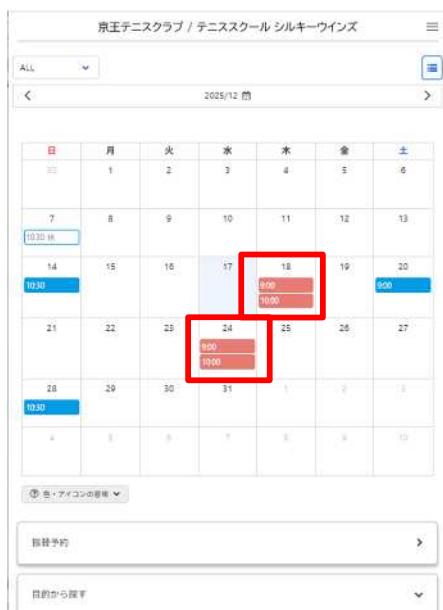 京王テニスクラブ / テニススクール シルキーウインズ
ALL
2025/12
日 月 火 水 木 金 土
30 1 2 3 4 5 6
7 8 9 10 11 12 13
10:30 休
14 15 16 17 18 19 20
10:30 9:00 9:00
10:00
21 22 23 24 25 26 27
9:00
10:00
28 29 30 31 1 2 3
10:30
4 5 6 7 8 9 10
色・アイコンの意味
振替予約
目的から探す